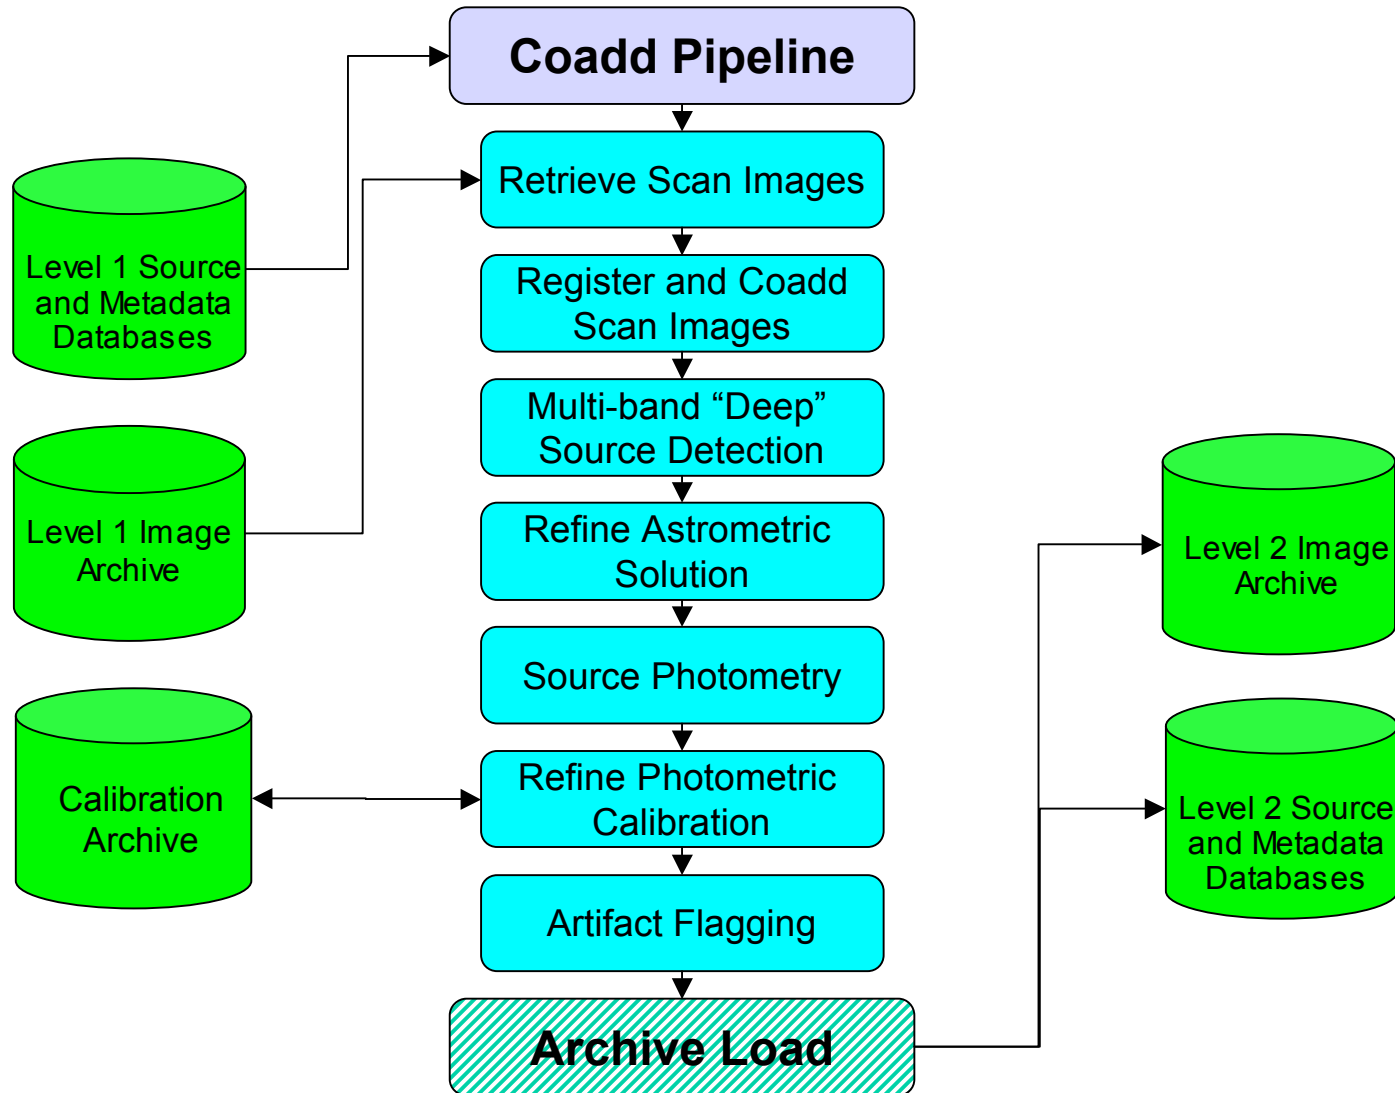 Coadd Pipeline
Retrieve Scan Images
Level 1 Source
and Metadata
Databases
Register and Coadd
Scan Images
Multi-band “Deep”
Source Detection
Level 1 Image
Archive
Refine Astrometric
Solution
Level 2 Image
Archive
Source Photometry
Calibration
Archive
Refine Photometric
Calibration
Level 2 Source
and Metadata
Databases
Artifact Flagging
Archive Load